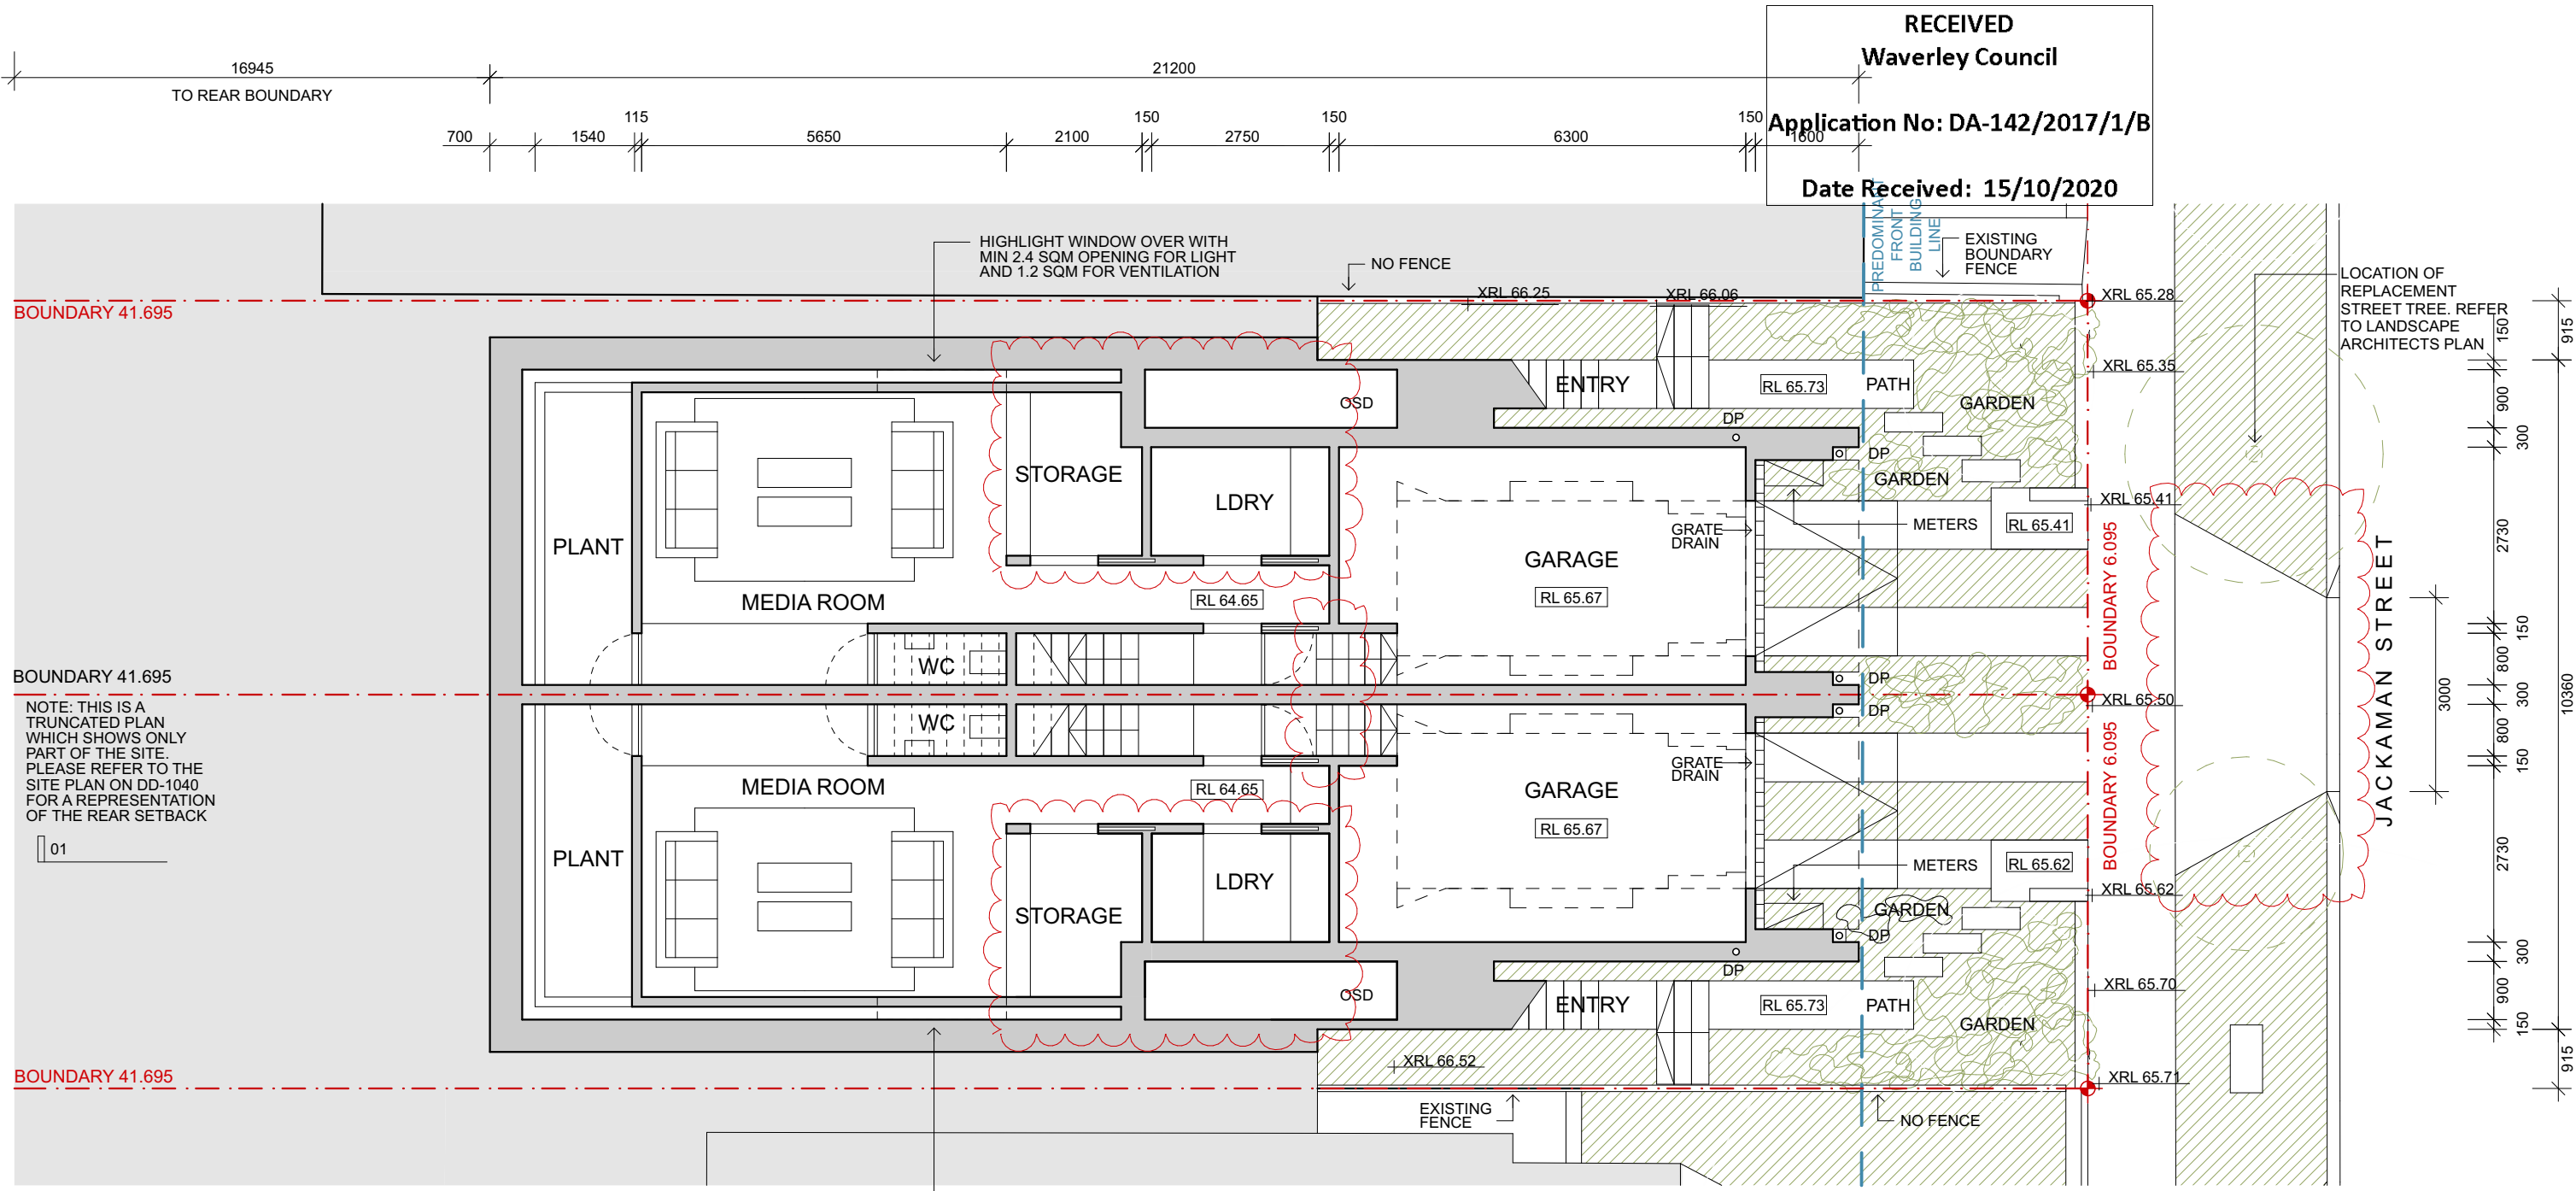 RECEIVED
Waverley Council
Application No: DA-142/2017/1/B
Date Received: 15/10/2020
16945
TO REAR BOUNDARY
21200
700
1540
115
5650
2100
150
2750
150
6300
150
1600
HIGHLIGHT WINDOW OVER WITH
MIN 2.4 SQM OPENING FOR LIGHT
AND 1.2 SQM FOR VENTILATION
NO FENCE
PREDOMINANT
FRONT
BUILDING
LINE
EXISTING
BOUNDARY
FENCE
LOCATION OF
REPLACEMENT
STREET TREE. REFER
TO LANDSCAPE
ARCHITECTS PLAN
BOUNDARY 41.695
XRL 66.25
XRL 66.06
XRL 65.28
XRL 65.35
ENTRY
RL 65.73
PATH
GARDEN
OSD
DP
DP
GARDEN
STORAGE
LDRY
PLANT
MEDIA ROOM
RL 64.65
GARAGE
RL 65.67
GRATE
DRAIN
METERS
RL 65.41
XRL 65.41
BOUNDARY 6.095
WC
DP
BOUNDARY 41.695
XRL 65.50
NOTE: THIS IS A
TRUNCATED PLAN
WHICH SHOWS ONLY
PART OF THE SITE.
PLEASE REFER TO THE
SITE PLAN ON DD-1040
FOR A REPRESENTATION
OF THE REAR SETBACK
01
WC
DP
MEDIA ROOM
RL 64.65
GARAGE
RL 65.67
GRATE
DRAIN
METERS
RL 65.62
XRL 65.62
BOUNDARY 6.095
JACKAMAN STREET
PLANT
STORAGE
LDRY
GARDEN
DP
DP
OSD
ENTRY
RL 65.73
PATH
GARDEN
XRL 65.70
XRL 66.52
BOUNDARY 41.695
XRL 65.71
EXISTING
FENCE
NO FENCE
150
900
300
2730
150
800
300
800
150
2730
300
900
150
3000
915
10360
915